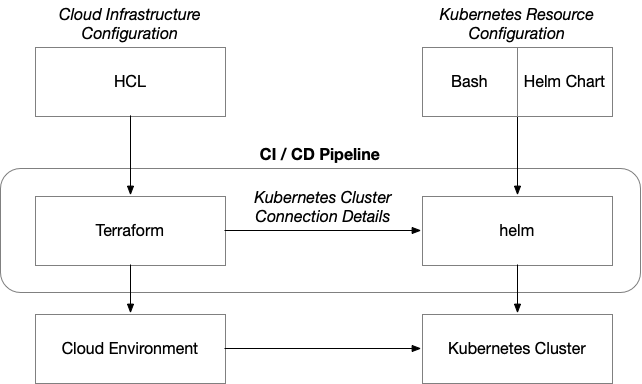 Cloud Infrastructure
Configuration
Kubernetes Resource
Configuration
HCL
Bash
Helm Chart
CI / CD Pipeline
Terraform
Kubernetes Cluster
Connection Details
helm
Cloud Environment
Kubernetes Cluster